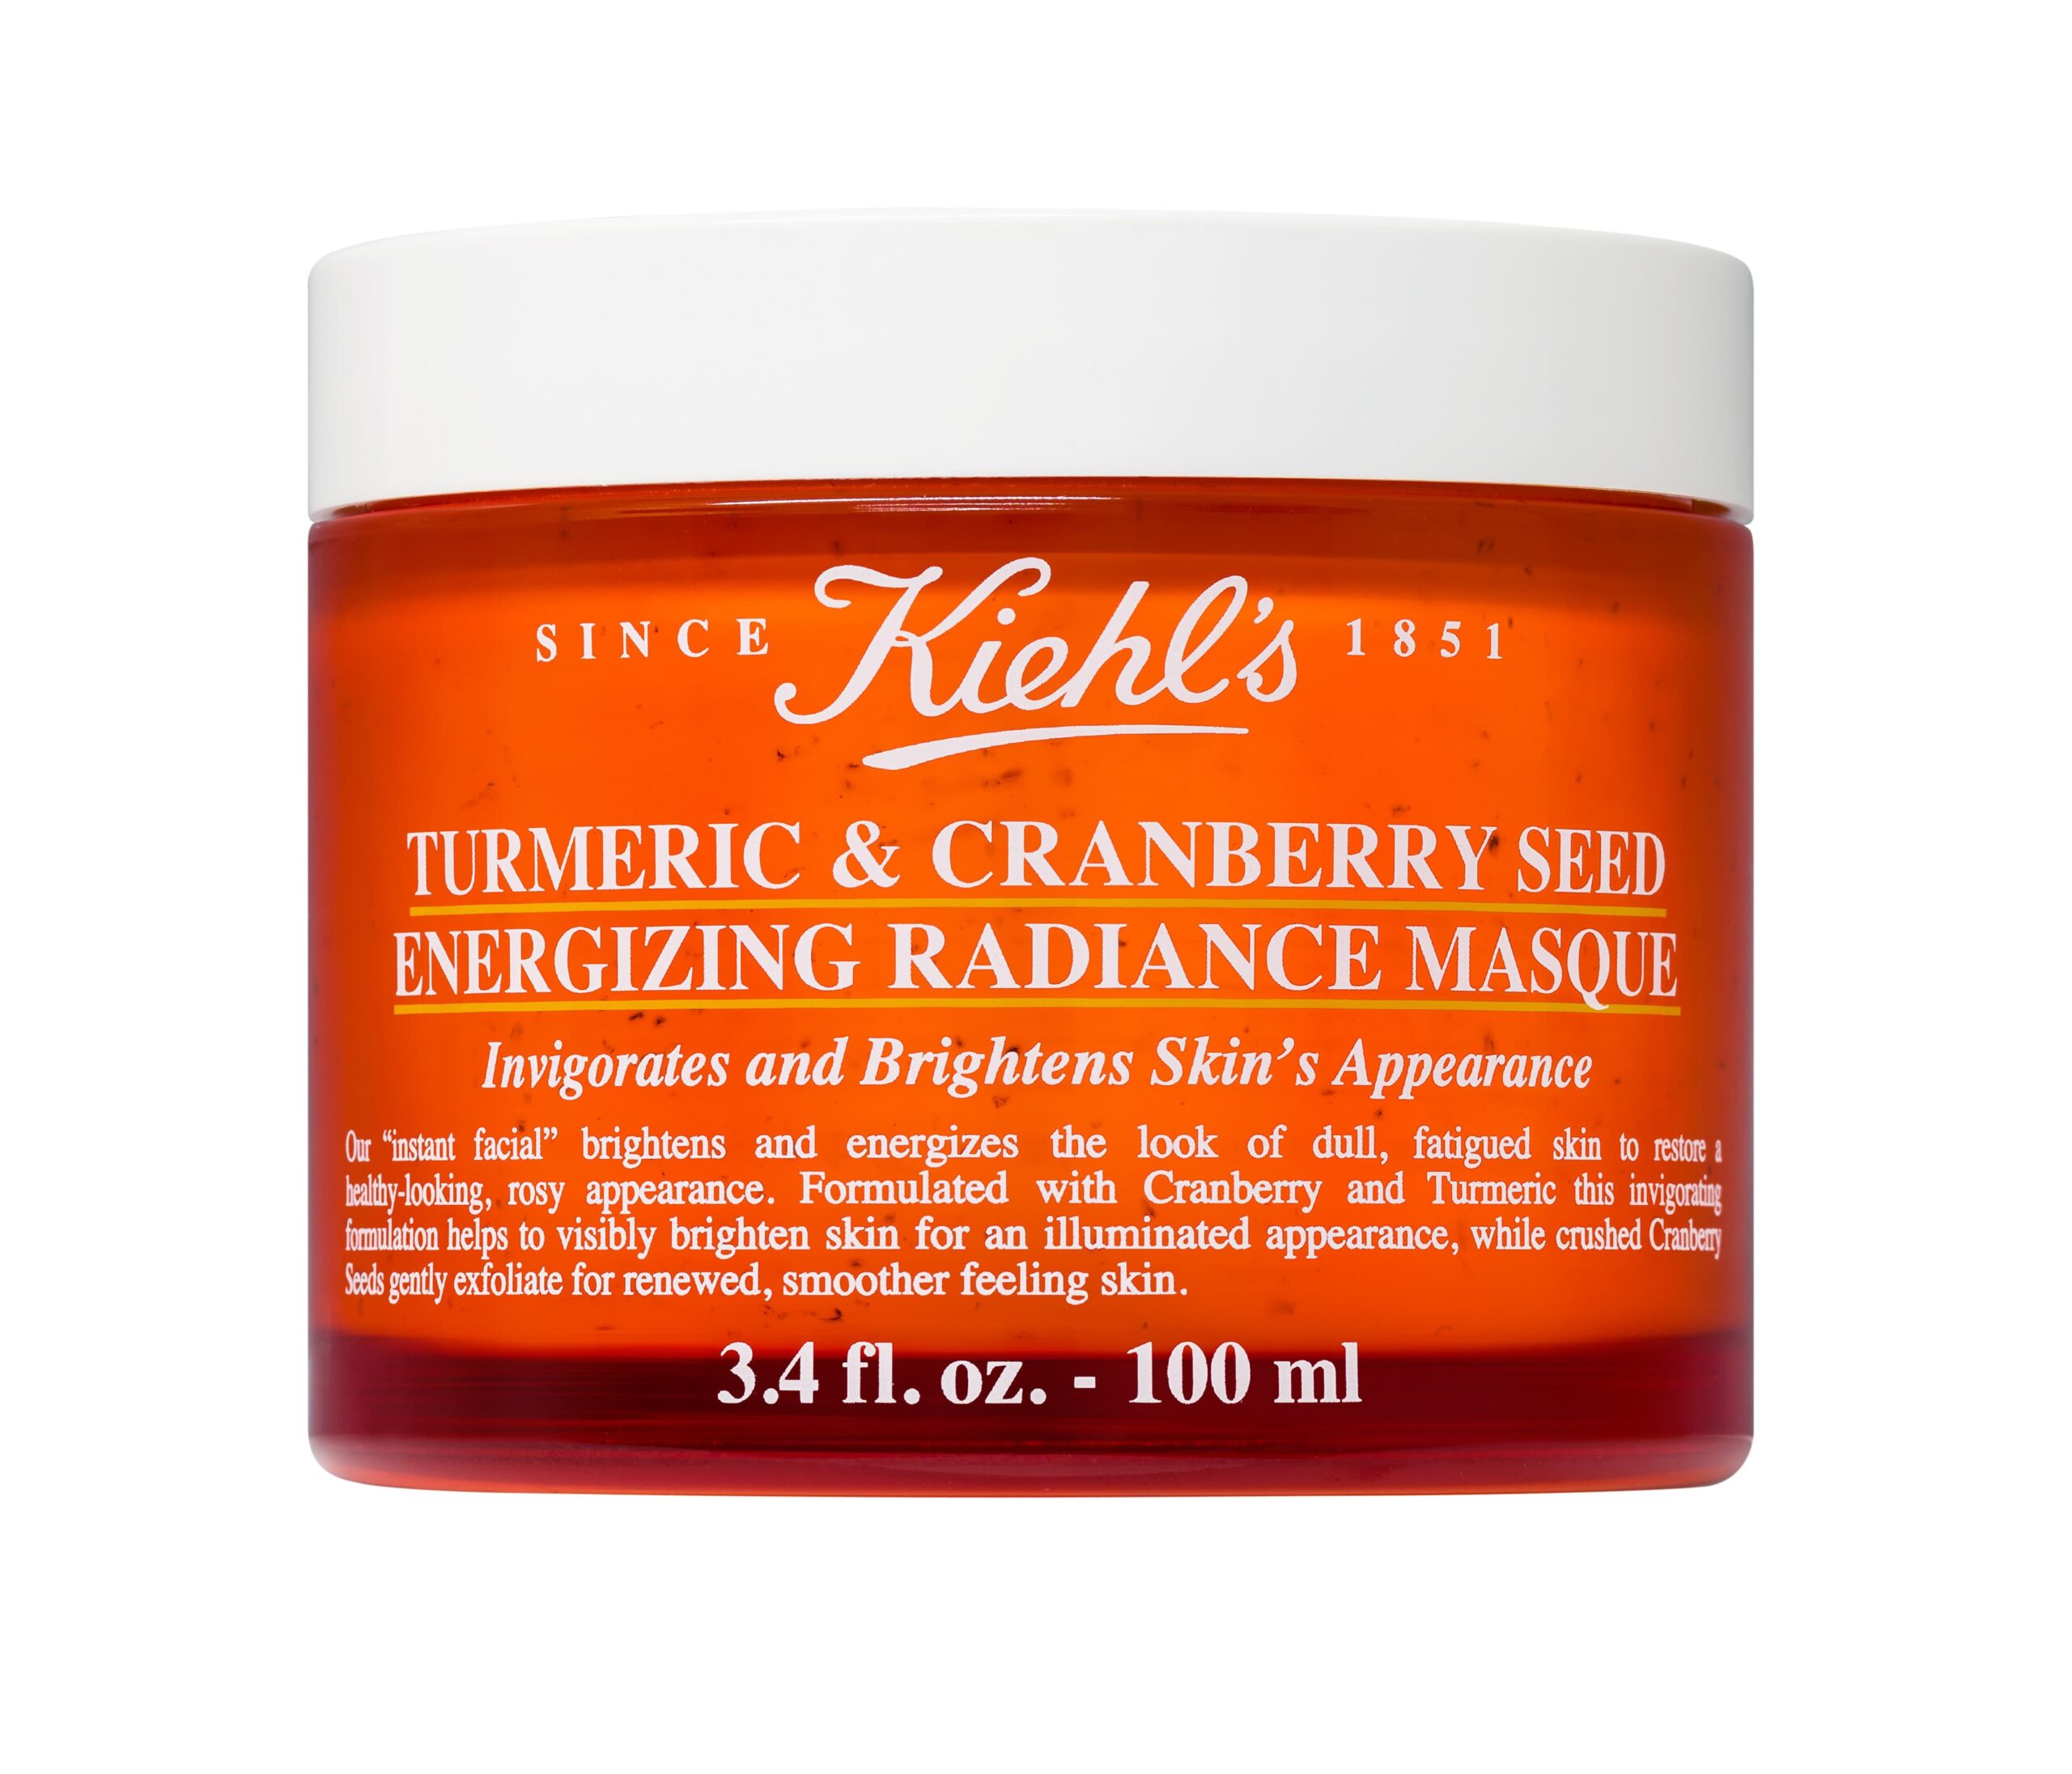 SINCE Kiehl's 1851
TURMERIC & CRANBERRY SEED
ENERGIZING RADIANCE MASQUE
Invigorates and Brightens Skin's Appearance
Our “instant facial” brightens and energizes the look of dull, fatigued skin to restore a
healthy-looking, rosy appearance. Formulated with Cranberry and Turmeric this invigorating
formulation helps to visibly brighten skin for an illuminated appearance, while crushed Cranberry
Seeds gently exfoliate for renewed, smoother feeling skin.
3.4 fl. oz. - 100 ml